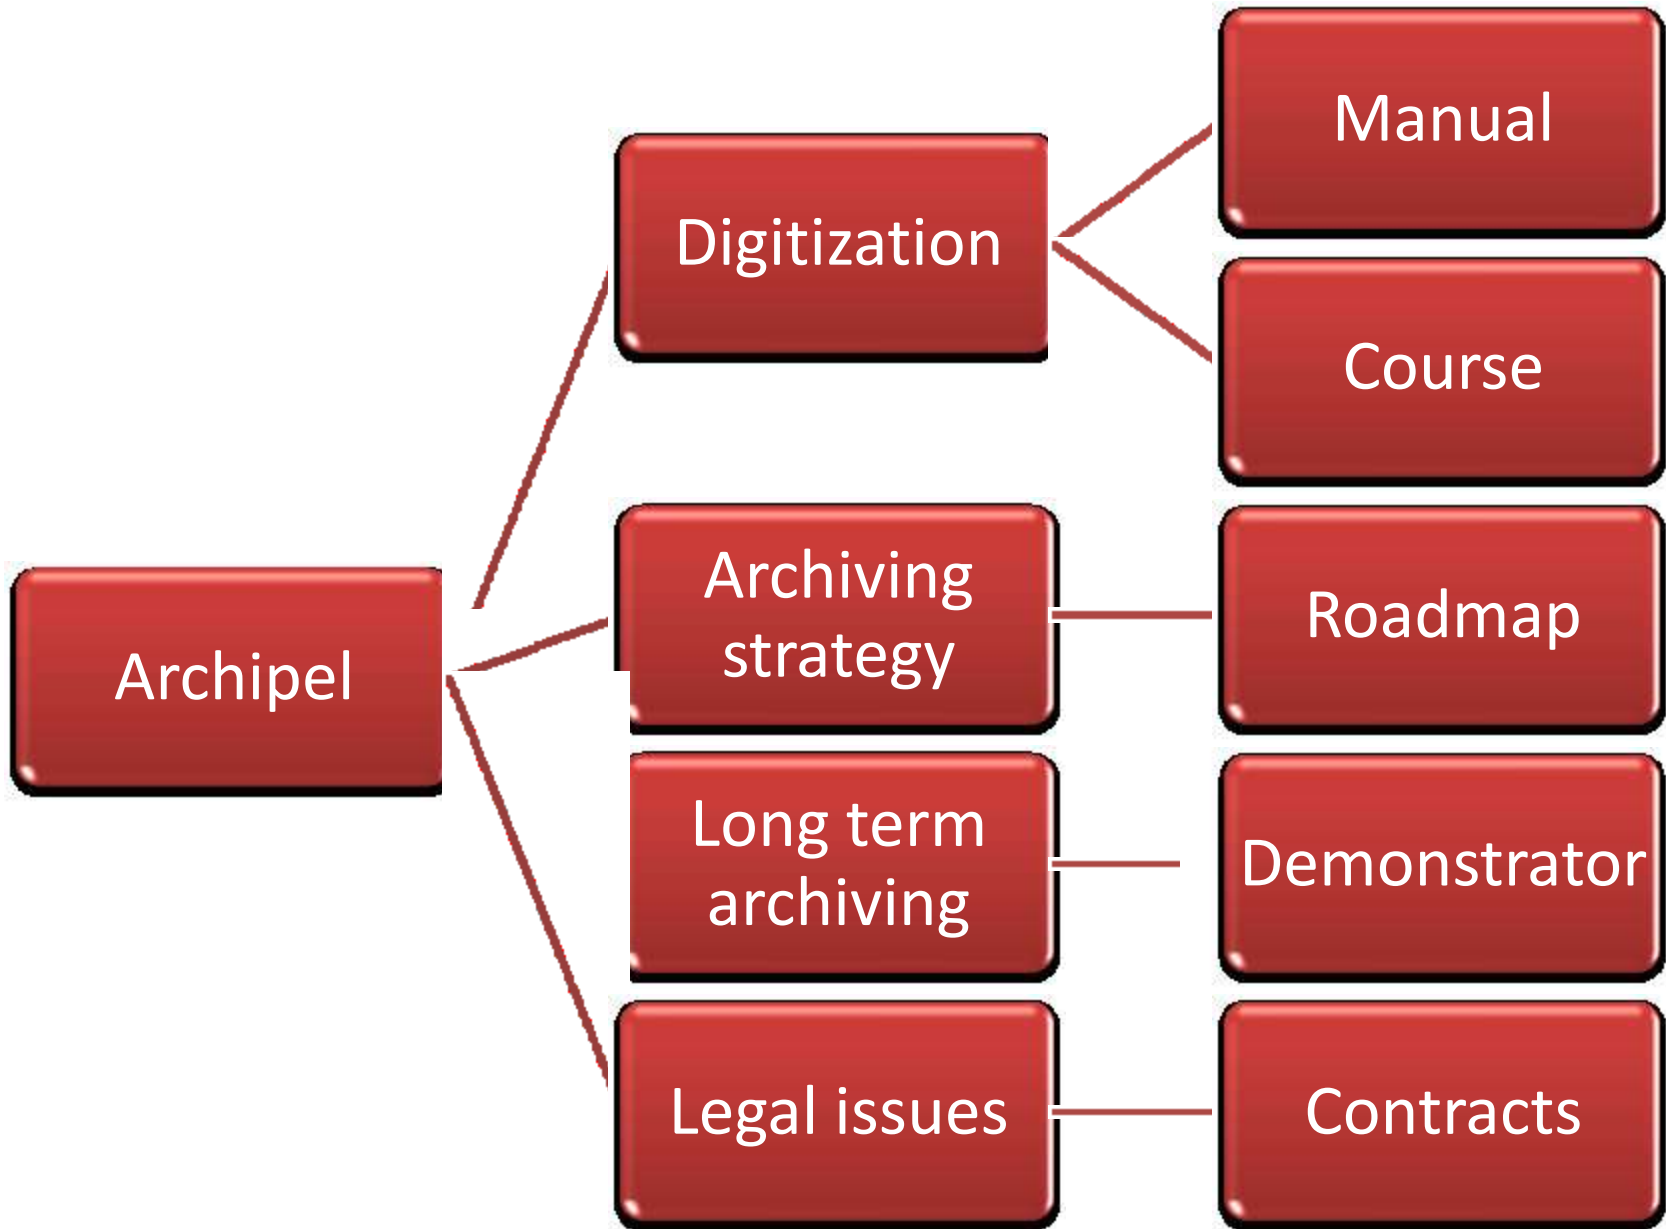 Archipel
Digitization
Manual
Course
Archiving
strategy
Roadmap
Long term
archiving
Demonstrator
Legal issues
Contracts